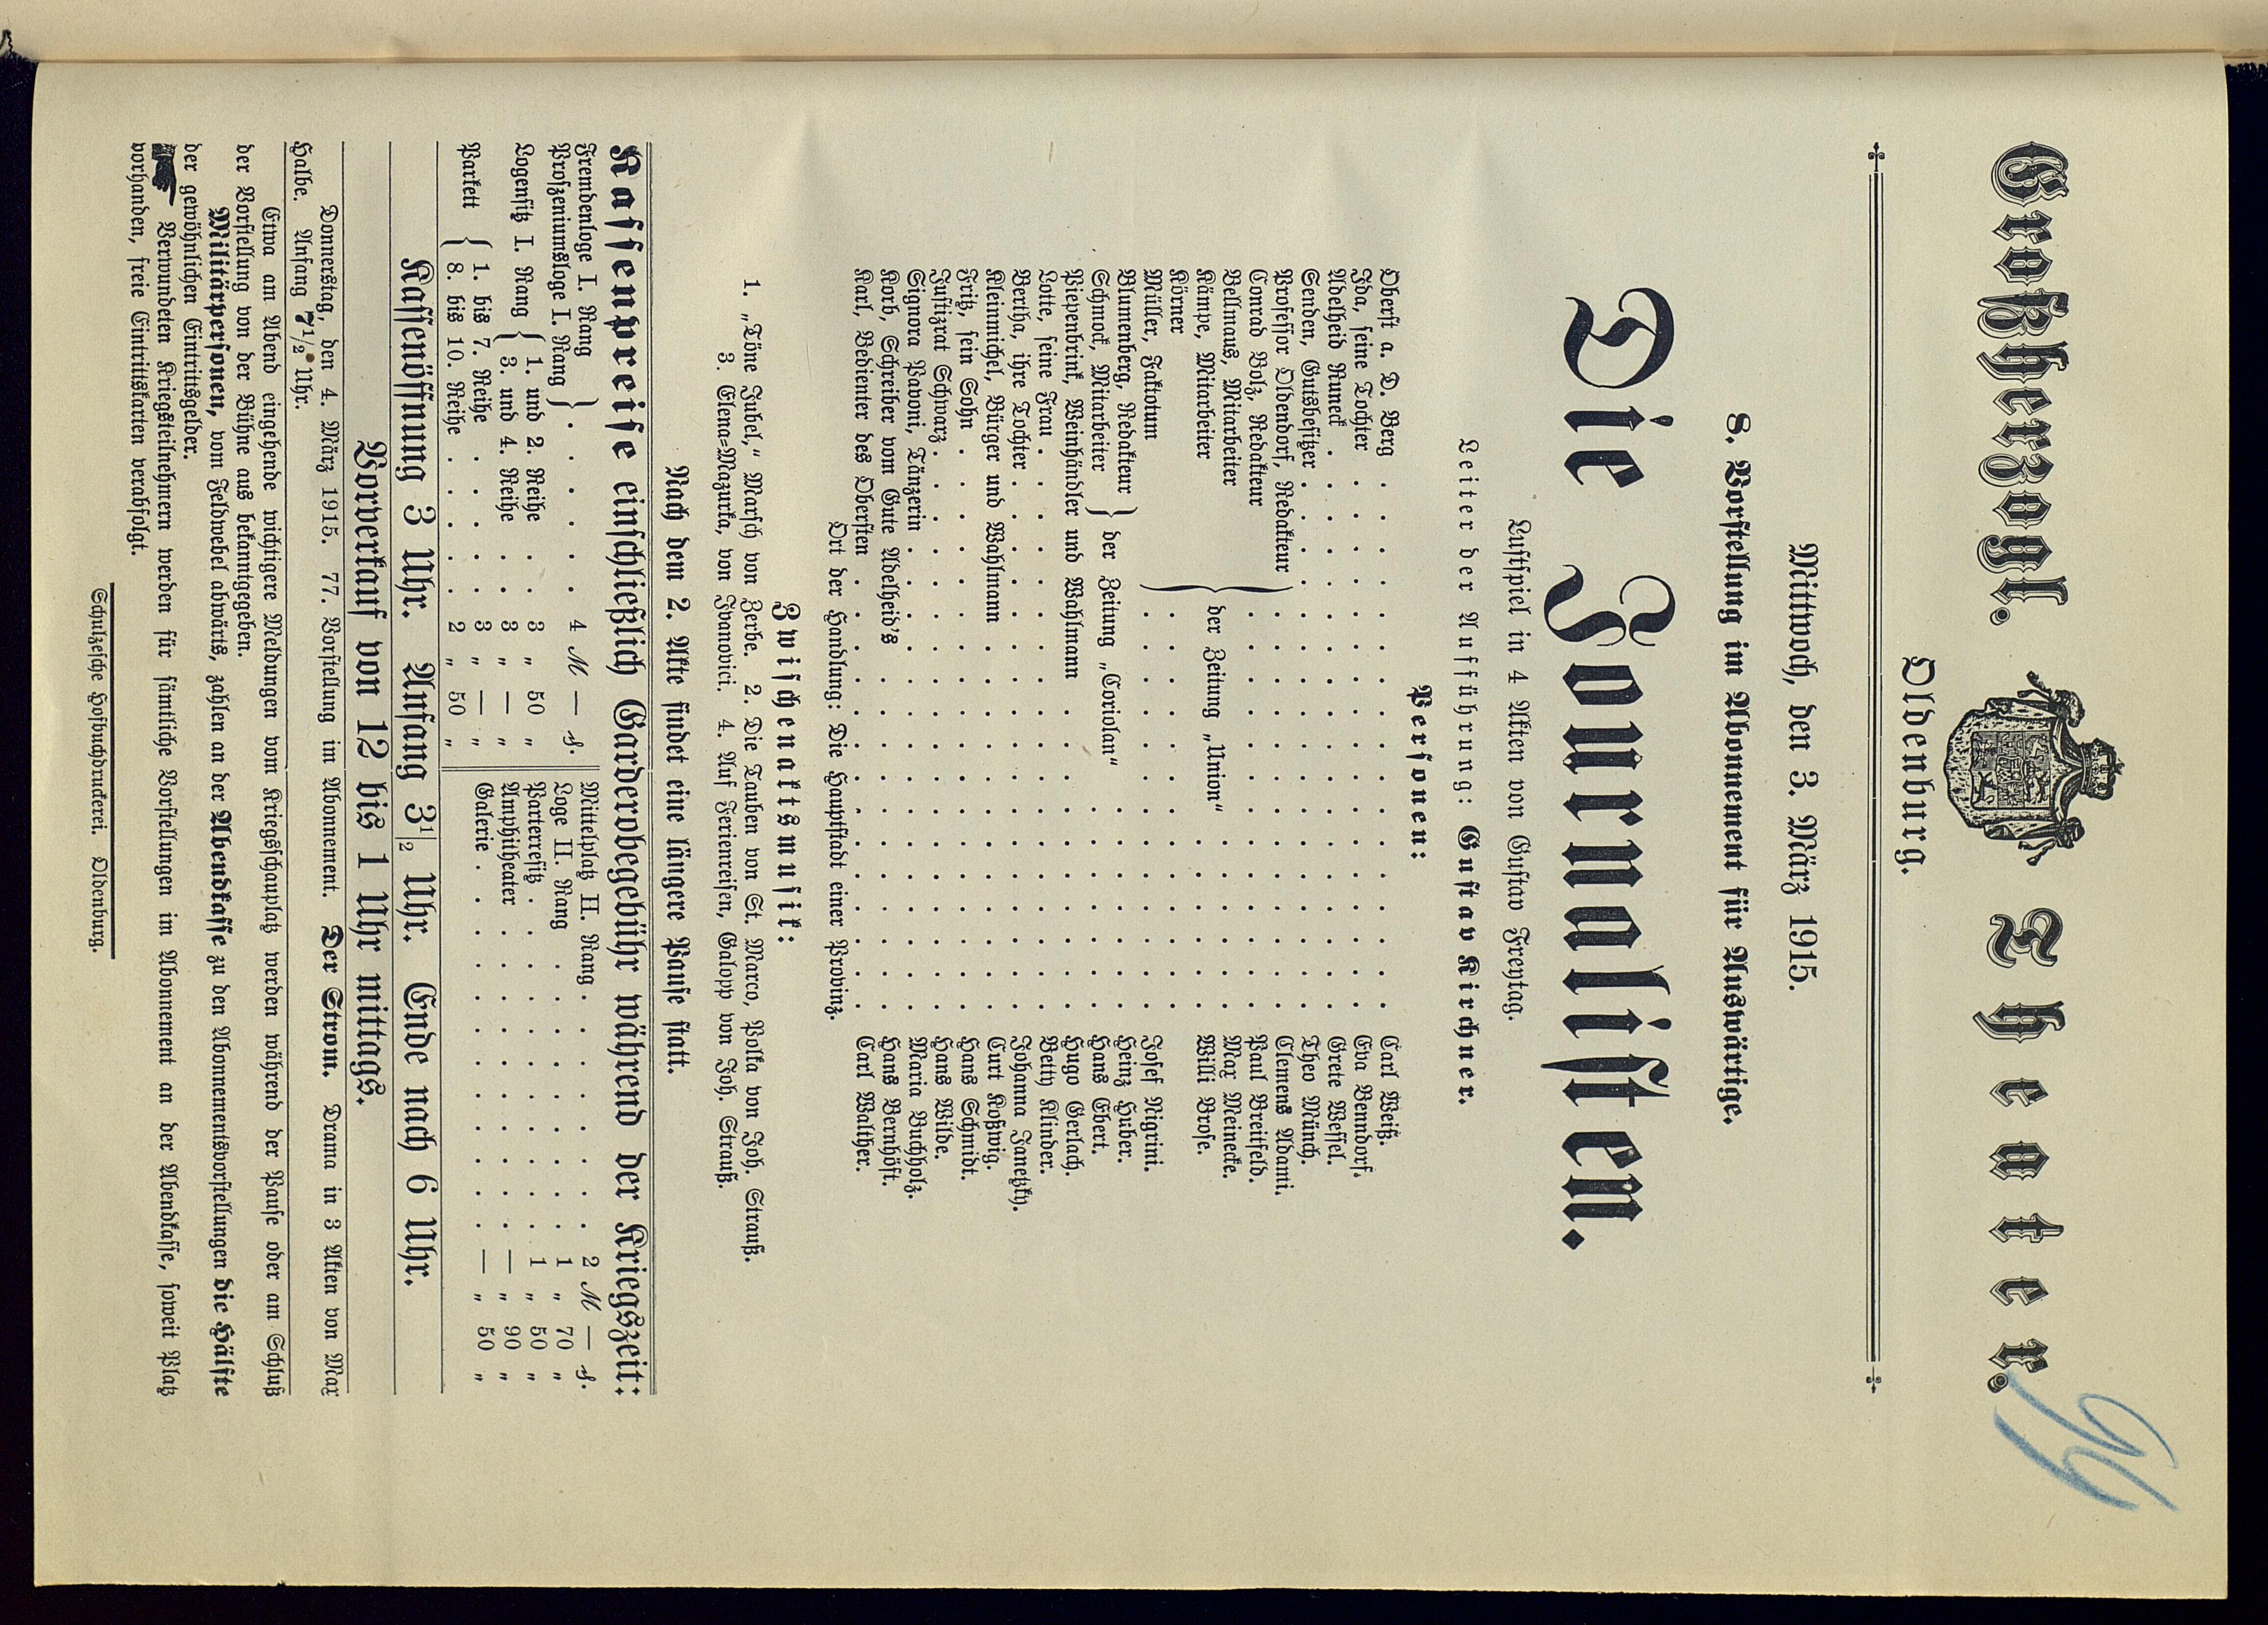 Großherzogl. Theater.
Oldenburg.
Mittwoch, den 3. März 1915.
8. Vorstellung im Abonnement für Auswärtige.
Die Journalisten.
Lustspiel in 4 Akten von Gustav Freytag.
Leiter der Aufführung: Gustav Kirchner.
Personen:
Oberst a. D. Berg . . . . . . . . . . Carl Weiß.
Ida, seine Tochter . . . . . . . . . . Eva Benndorf.
Adelheid Runeck . . . . . . . . . . Grete Wessel.
Senden, Gutsbesitzer . . . . . . . . . . Theo Münch.
Professor Oldendorf, Redakteur } . . . . . . . . Clemens Adami.
Conrad Bolz, Redakteur . . . . . . . . Paul Breitfeld.
Bellmaus, Mitarbeiter . . . . . . . . Max Meinecke.
Kämpe, Mitarbeiter der Zeitung „Union“ . . . . Willi Brose.
Körner . . . . . . . .
Müller, Faktotum . . . . . . . . Josef Nigrini.
Blumenberg, Redakteur } der Zeitung „Coriolan“ . . . . Heinz Huber.
Schmock, Mitarbeiter . . . . Hans Ebert.
Piepenbrink, Weinhändler und Wahlmann . . . . . . Hugo Gerlach.
Lotte, seine Frau . . . . . . . . . . Betty Klinder.
Bertha, ihre Tochter . . . . . . . . . . Johanna Janetzky.
Kleinmichel, Bürger und Wahlmann . . . . . . . . Curt Koßwig.
Fritz, sein Sohn . . . . . . . . . . Hans Schmidt.
Justizrat Schwarz . . . . . . . . . . Hans Wilde.
Signora Pavoni, Tänzerin . . . . . . . . . . Maria Buchholz.
Korb, Schreiber vom Gute Adelheid's . . . . . . . . Hans Bernhöft.
Karl, Bedienter des Obersten . . . . . . . . . . Carl Walther.
Ort der Handlung: Die Hauptstadt einer Provinz.
Zwischenaktsmusik:
1. „Töne Jubel,“ Marsch von Zerbe. 2. Die Tauben von St. Marco, Polka von Joh. Strauß.
3. Elena-Mazurka, von Ivanovici. 4. Auf Ferienreisen, Galopp von Joh. Strauß.
Nach dem 2. Akte findet eine längere Pause statt.
Kassenpreise einschließlich Garderobegebühr während der Kriegszeit:
Fremdenloge I. Rang
Proszeniumsloge I. Rang } . . . . . . 4 M — ₰.
Logensitz I. Rang { 1. und 2. Reihe . . 3 „ 50 „
3. und 4. Reihe . . 3 „ — „
Parkett { 1. bis 7. Reihe . . . . . 3 „ — „
8. bis 10. Reihe . . . . . 2 „ 50 „
Mittelplatz II. Rang . . . . . . . . 2 M — ₰.
Loge II. Rang . . . . . . . . 1 „ 70 „
Parterresitz . . . . . . . . 1 „ 50 „
Amphitheater . . . . . . . . — „ 90 „
Galerie . . . . . . . . — „ 50 „
Kassenöffnung 3 Uhr. Anfang 3½ Uhr. Ende nach 6 Uhr.
Vorverkauf von 12 bis 1 Uhr mittags.
Donnerstag, den 4. März 1915. 77. Vorstellung im Abonnement. Der Strom. Drama in 3 Akten von Max
Halbe. Anfang 7½ Uhr.
Etwa am Abend eingehende wichtigere Meldungen vom Kriegsschauplatz werden während der Pause oder am Schluß
der Vorstellung von der Bühne aus bekanntgegeben.
Militärpersonen, vom Feldwebel abwärts, zahlen an der Abendkasse zu den Abonnementsvorstellungen die Hälfte
der gewöhnlichen Eintrittsgelder.
Verwundeten Kriegsteilnehmern werden für sämtliche Vorstellungen im Abonnement an der Abendkasse, soweit Platz
vorhanden, freie Eintrittskarten verabfolgt.
Schulzesche Hofbuchdruckerei. Oldenburg.